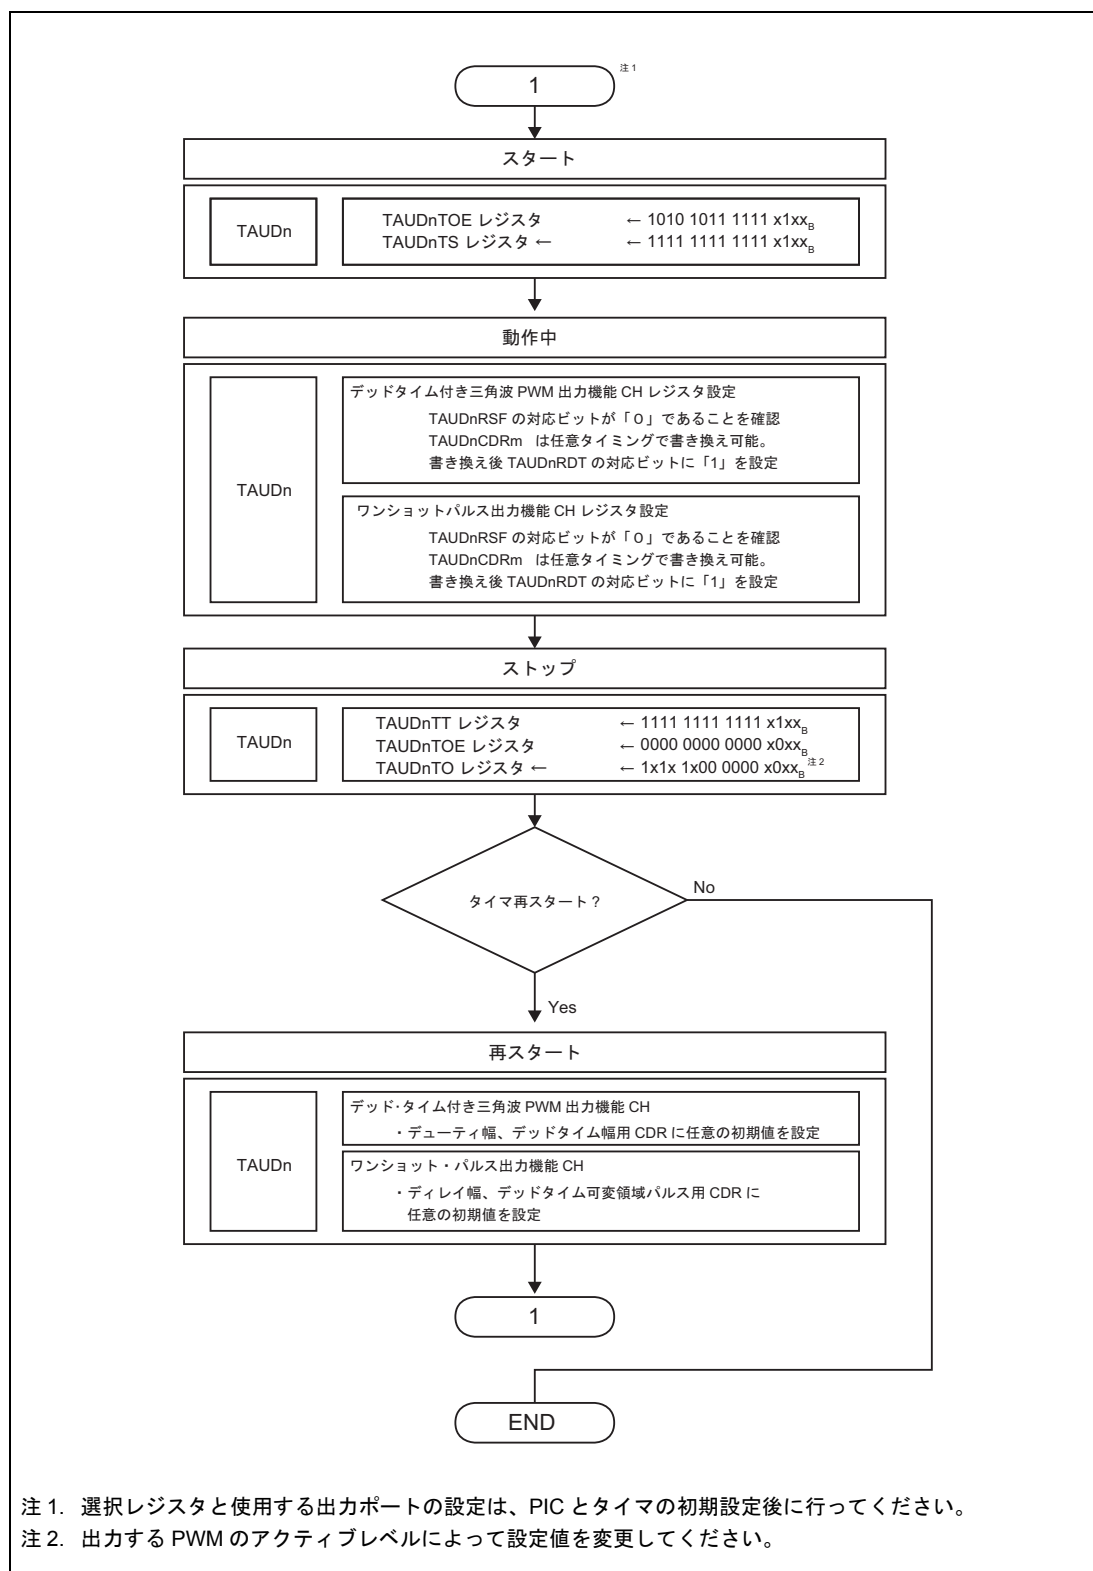 1 注 1
スタート
TAUDn
TAUDnTOE レジスタ ← 1010 1011 1111 x1xxB
TAUDnTS レジスタ ← ← 1111 1111 1111 x1xxB
動作中
TAUDn
デッドタイム付き三角波 PWM 出力機能 CH レジスタ設定
TAUDnRSF の対応ビットが「０」であることを確認
TAUDnCDRm は任意タイミングで書き換え可能。
書き換え後 TAUDnRDT の対応ビットに「1」を設定
ワンショットパルス出力機能 CH レジスタ設定
TAUDnRSF の対応ビットが「０」であることを確認
TAUDnCDRm は任意タイミングで書き換え可能。
書き換え後 TAUDnRDT の対応ビットに「1」を設定
ストップ
TAUDn
TAUDnTT レジスタ ← 1111 1111 1111 x1xxB
TAUDnTOE レジスタ ← 0000 0000 0000 x0xxB
TAUDnTO レジスタ ← ← 1x1x 1x00 0000 x0xxB 注 2
タイマ再スタート？
No
Yes
再スタート
TAUDn
デッド･タイム付き三角波 PWM 出力機能 CH
・デューティ幅、デッドタイム幅用 CDR に任意の初期値を設定
ワンショット・パルス出力機能 CH
・ディレイ幅、デッドタイム可変領域パルス用 CDR に
任意の初期値を設定
1
END
注 1. 選択レジスタと使用する出力ポートの設定は、PIC とタイマの初期設定後に行ってください。
注 2. 出力する PWM のアクティブレベルによって設定値を変更してください。